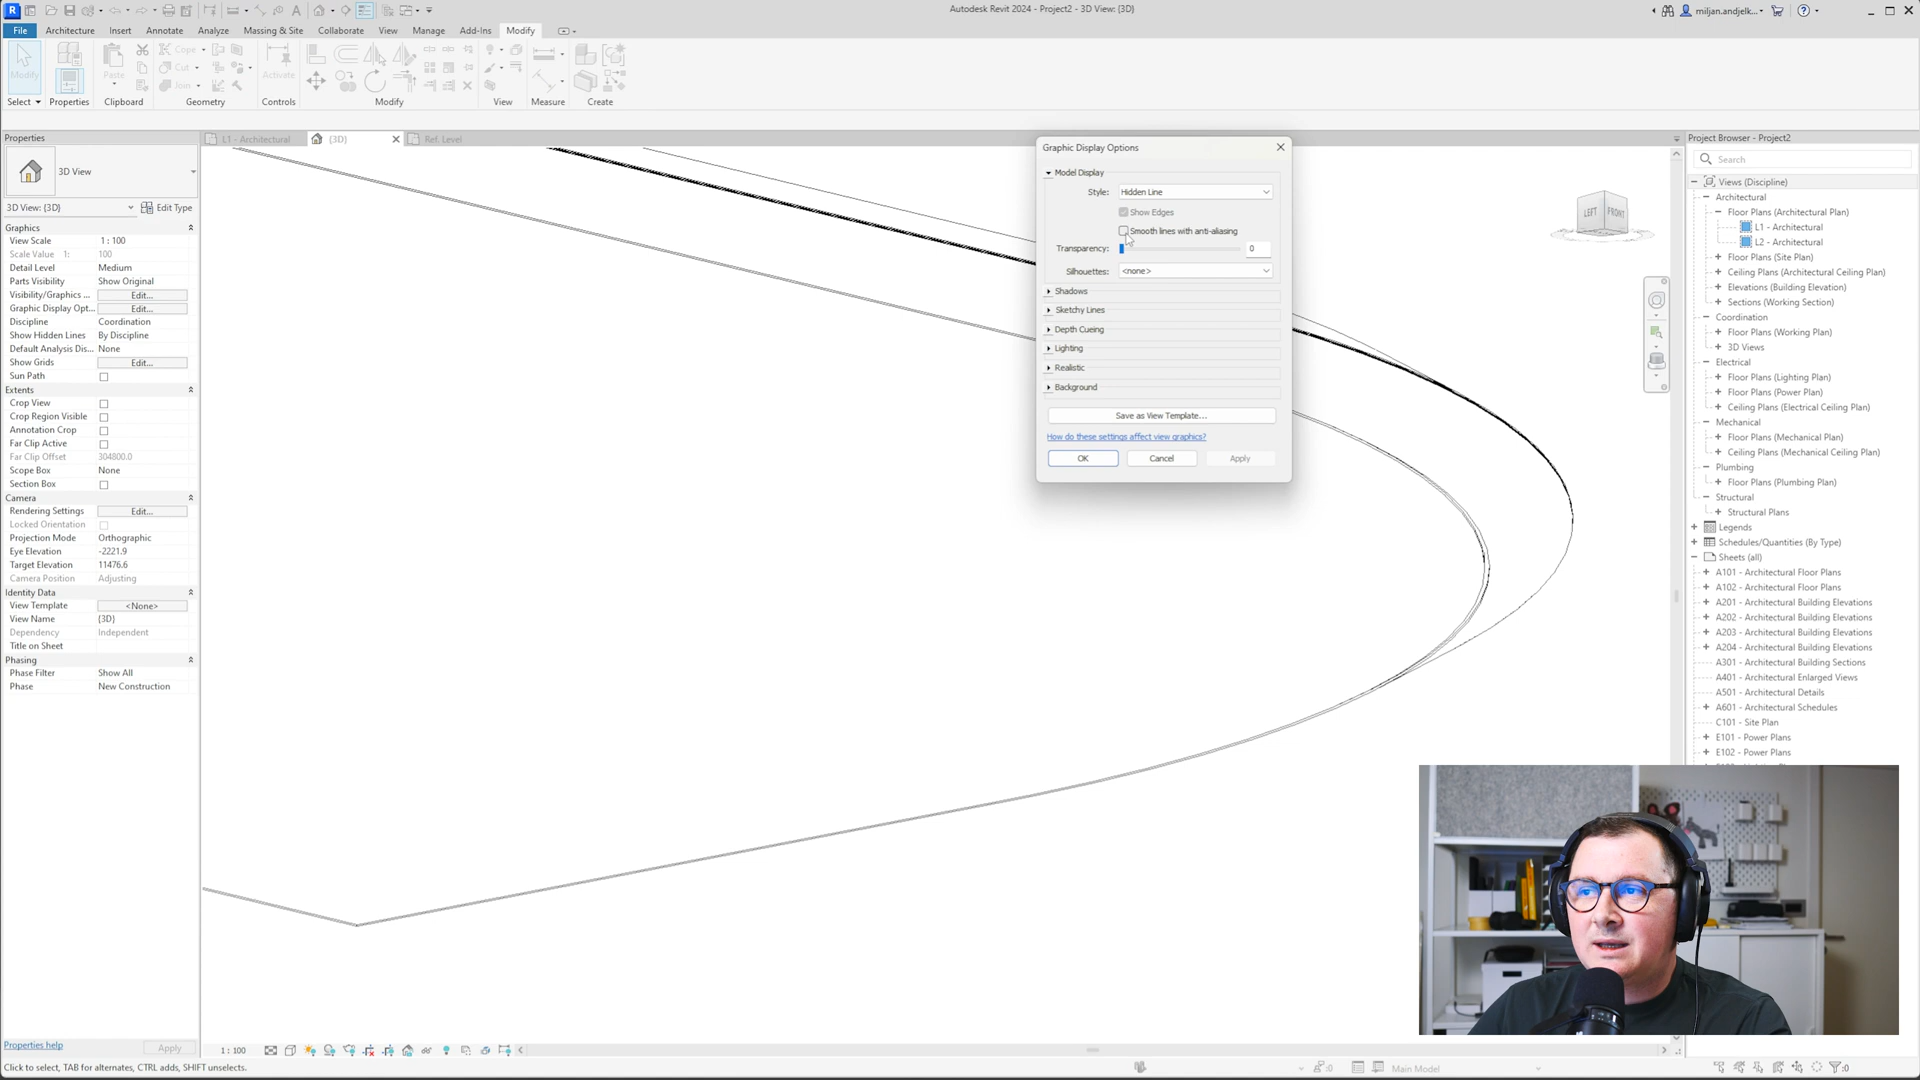 Autodesk Revit 2024 - Project2 - 3D View: {3D}
miljan.andjelk...
File Architecture Insert Annotate Analyze Massing & Site Collaborate View Manage Add-Ins Modify
Modify Paste Cope Cut Join Activate
Select Properties Clipboard Geometry Controls Modify View Measure Create
Properties
L1 - Architectural {3D} Ref. Level
Project Browser - Project2
3D View
3D View: {3D} Edit Type
Graphics
View Scale 1 : 100
Scale Value 1: 100
Detail Level Medium
Parts Visibility Show Original
Visibility/Graphics ... Edit...
Graphic Display Opt... Edit...
Discipline Coordination
Show Hidden Lines By Discipline
Default Analysis Dis... None
Show Grids Edit...
Sun Path
Extents
Crop View
Crop Region Visible
Annotation Crop
Far Clip Active
Far Clip Offset 304800.0
Scope Box None
Section Box
Camera
Rendering Settings Edit...
Locked Orientation
Projection Mode Orthographic
Eye Elevation -2221.9
Target Elevation 11476.6
Camera Position Adjusting
Identity Data
View Template <None>
View Name {3D}
Dependency Independent
Title on Sheet
Phasing
Phase Filter Show All
Phase New Construction
Properties help Apply
Graphic Display Options
Model Display
Style: Hidden Line
Show Edges
Smooth lines with anti-aliasing
Transparency: 0
Silhouettes: <none>
Shadows
Sketchy Lines
Depth Cueing
Lighting
Realistic
Background
Save as View Template...
How do these settings affect view graphics?
OK Cancel Apply
LEFT FRONT
Search
Views (Discipline)
Architectural
Floor Plans (Architectural Plan)
L1 - Architectural
L2 - Architectural
Floor Plans (Site Plan)
Ceiling Plans (Architectural Ceiling Plan)
Elevations (Building Elevation)
Sections (Working Section)
Coordination
Floor Plans (Working Plan)
3D Views
Electrical
Floor Plans (Lighting Plan)
Floor Plans (Power Plan)
Ceiling Plans (Electrical Ceiling Plan)
Mechanical
Floor Plans (Mechanical Plan)
Ceiling Plans (Mechanical Ceiling Plan)
Plumbing
Floor Plans (Plumbing Plan)
Structural
Structural Plans
Legends
Schedules/Quantities (By Type)
Sheets (all)
A101 - Architectural Floor Plans
A102 - Architectural Floor Plans
A201 - Architectural Building Elevations
A202 - Architectural Building Elevations
A203 - Architectural Building Elevations
A204 - Architectural Building Elevations
A301 - Architectural Building Sections
A401 - Architectural Enlarged Views
A501 - Architectural Details
A601 - Architectural Schedules
C101 - Site Plan
E101 - Power Plans
E102 - Power Plans
1 : 100
Click to select, TAB for alternates, CTRL adds, SHIFT unselects.
:0 Main Model :0